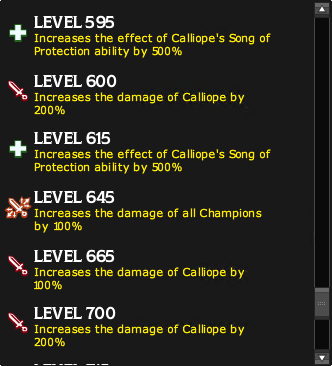 LEVEL 595
Increases the effect of Calliope's Song of
Protection ability by 500%
LEVEL 600
Increases the damage of Calliope by
200%
LEVEL 615
Increases the effect of Calliope's Song of
Protection ability by 500%
LEVEL 645
Increases the damage of all Champions
by 100%
LEVEL 665
Increases the damage of Calliope by
100%
LEVEL 700
Increases the damage of Calliope by
200%